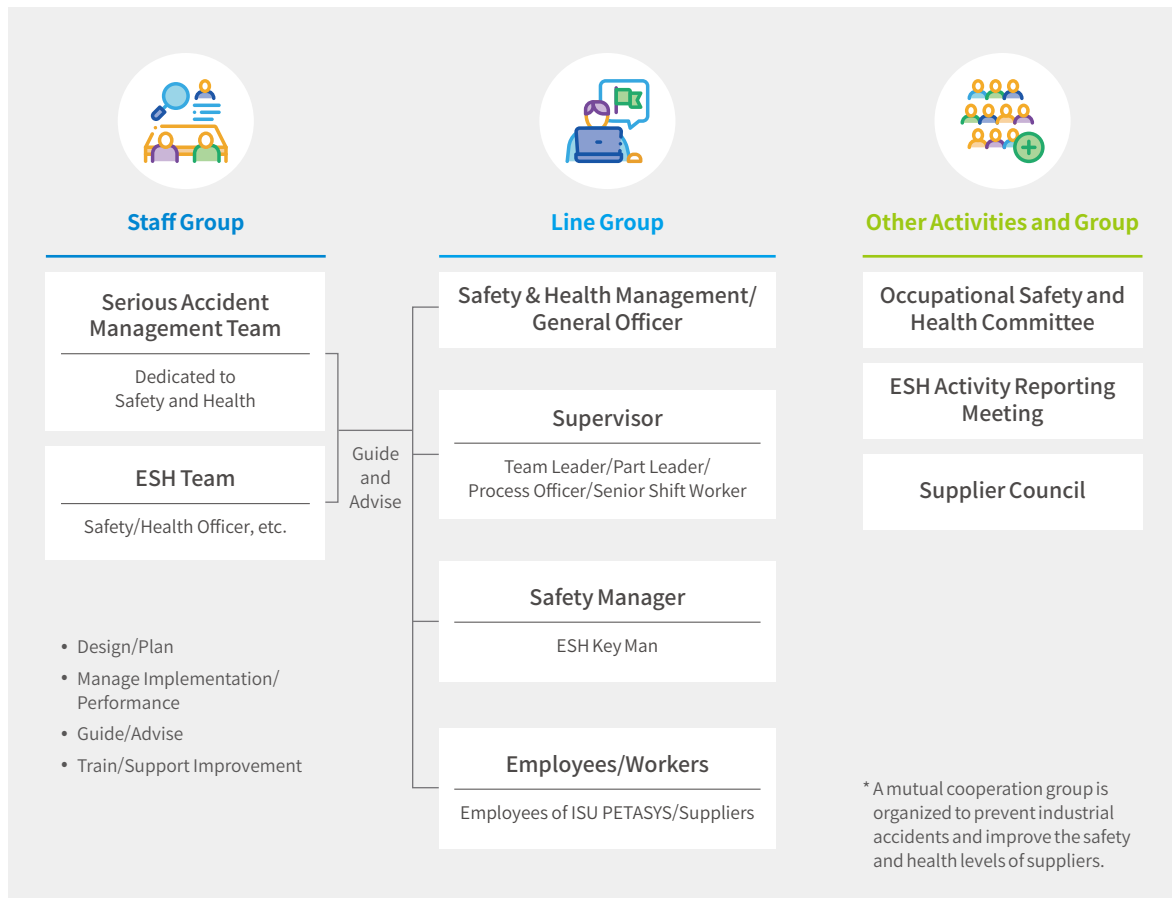 Staff Group
Serious Accident
Management Team
Dedicated to
Safety and Health
ESH Team
Safety/Health Officer, etc.
• Design/Plan
• Manage Implementation/
Performance
• Guide/Advise
• Train/Support Improvement
Guide
and
Advise
Line Group
Safety & Health Management/
General Officer
Supervisor
Team Leader/Part Leader/
Process Officer/Senior Shift Worker
Safety Manager
ESH Key Man
Employees/Workers
Employees of ISU PETASYS/Suppliers
Other Activities and Group
Occupational Safety and
Health Committee
ESH Activity Reporting
Meeting
Supplier Council
* A mutual cooperation group is
organized to prevent industrial
accidents and improve the safety
and health levels of suppliers.